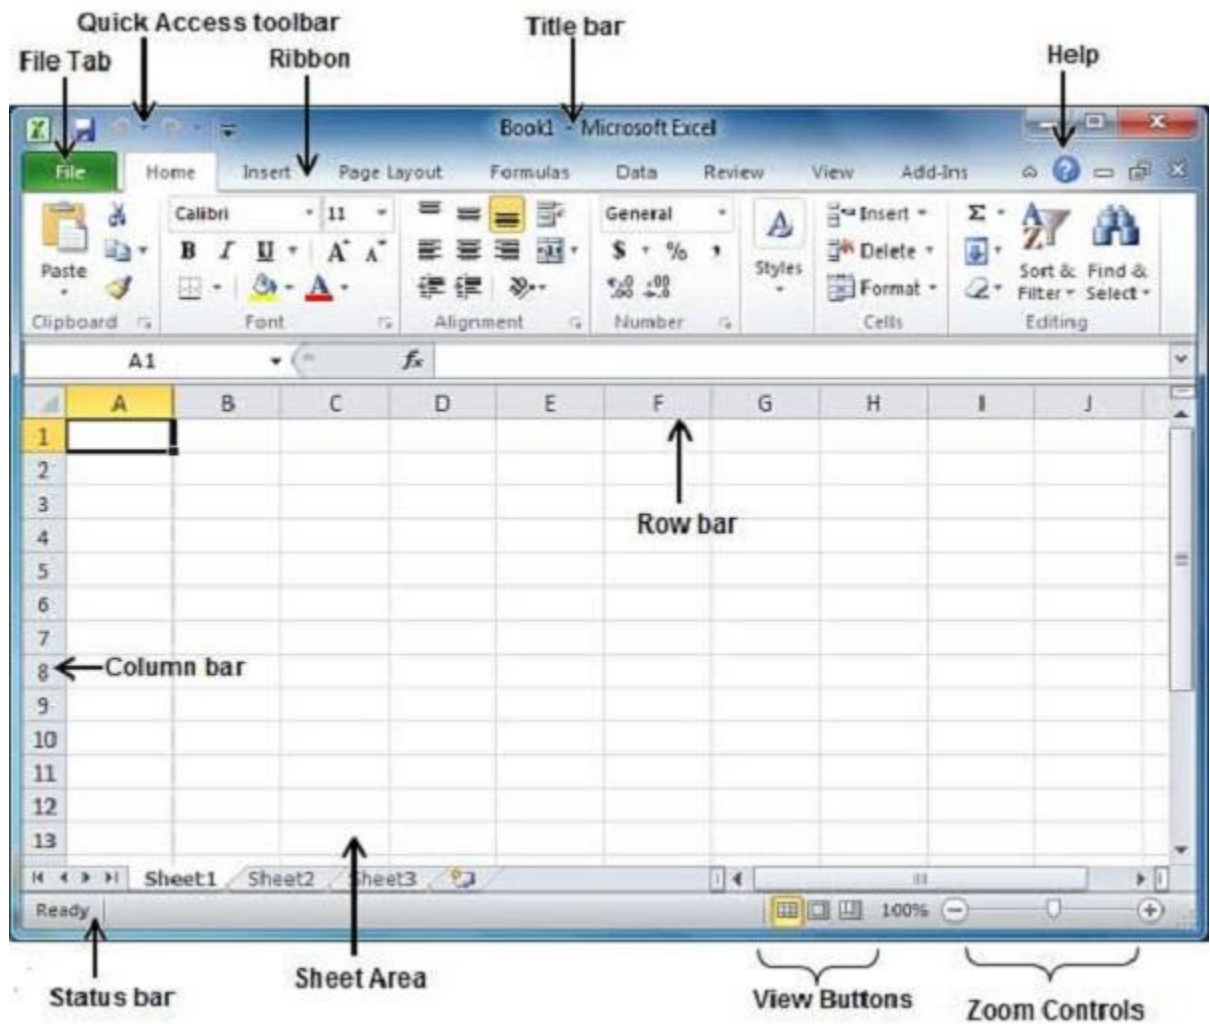 Quick Access toolbar
Title bar
File Tab
Ribbon
Help
Book1 - Microsoft Excel
File Home Insert Page Layout Formulas Data Review View Add-Ins
Calibri 11 General Insert
B I U A A $ % , Delete
Paste Styles Sort & Find &
A Format Filter Select
Clipboard Font Alignment Number Cells Editing
A1 fx
A B C D E F G H I J
1
2
3
Row bar
4
5
6
7
8 Column bar
9
10
11
12
13
Sheet1 Sheet2 Sheet3
Ready 100%
Sheet Area
Status bar
View Buttons
Zoom Controls